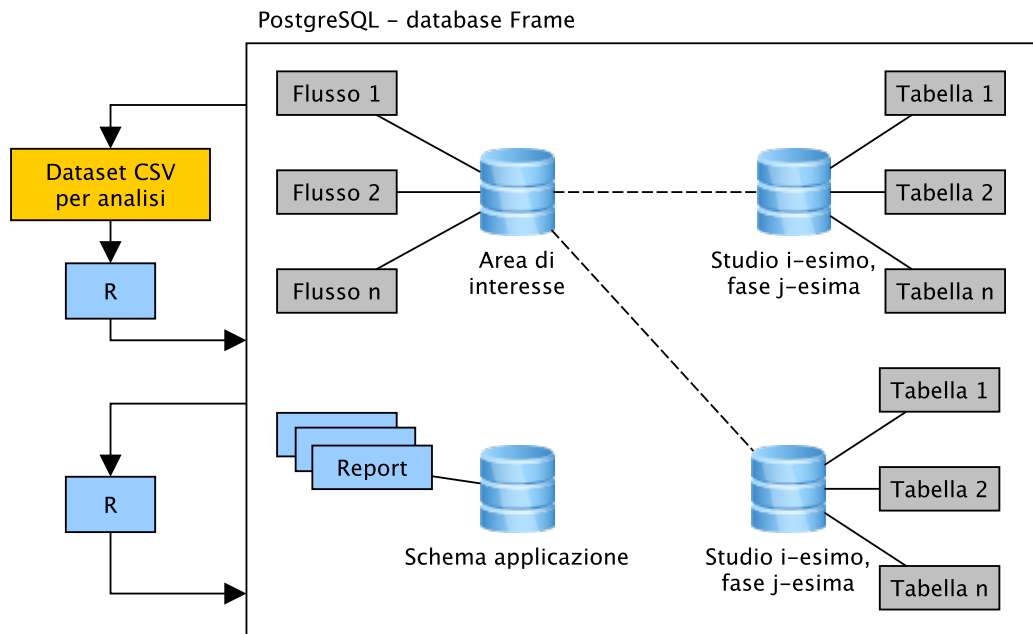 PostgreSQL – database Frame
Flusso 1
Tabella 1
Dataset CSV
per analisi
Flusso 2
Tabella 2
Area di
interesse
Studio i-esimo,
fase j-esima
R
Flusso n
Tabella n
Tabella 1
Report
R
Tabella 2
Schema applicazione
Studio i-esimo,
fase j-esima
Tabella n